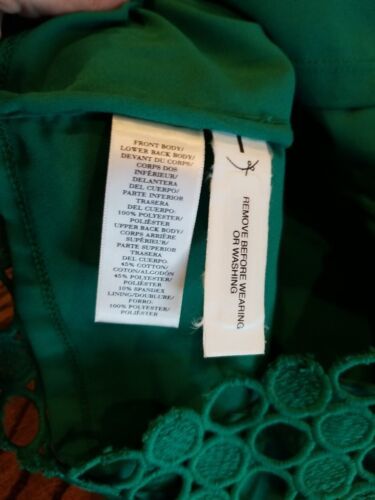 FRONT BODY/
LOWER BACK BODY/
DEVANT DU CORPS/
CORPS DOS
INFÉRIEUR/
DELANTERA
DEL CUERPO/
PARTE INFERIOR
TRASERA
DEL CUERPO:
100% POLYESTER/
POLIÉSTER
UPPER BACK BODY/
CORPS ARRIÈRE
SUPÉRIEUR/
PARTE SUPERIOR
TRASERA
DEL CUERPO:
45% COTTON/
COTON/ALGODÓN
45% POLYESTER/
POLIÉSTER
10% SPANDEX
LINING/DOUBLURE/
FORRO:
100% POLYESTER/
POLIÉSTER
REMOVE BEFORE WEARING
OR WASHING